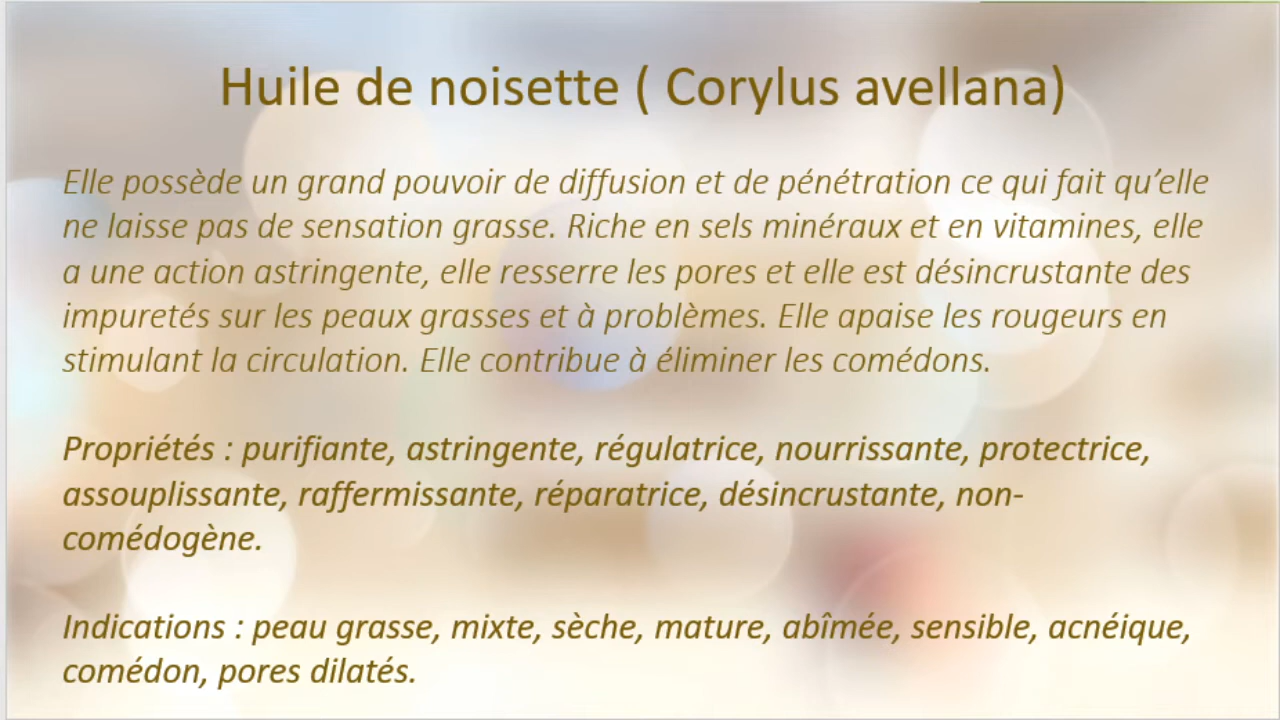 Huile de noisette ( Corylus avellana)
Elle possède un grand pouvoir de diffusion et de pénétration ce qui fait qu’elle
ne laisse pas de sensation grasse. Riche en sels minéraux et en vitamines, elle
a une action astringente, elle resserre les pores et elle est désincrustante des
impuretés sur les peaux grasses et à problèmes. Elle apaise les rougeurs en
stimulant la circulation. Elle contribue à éliminer les comédons.
Propriétés : purifiante, astringente, régulatrice, nourrissante, protectrice,
assouplissante, raffermissante, réparatrice, désincrustante, non-
comédogène.
Indications : peau grasse, mixte, sèche, mature, abîmée, sensible, acnéique,
comédon, pores dilatés.